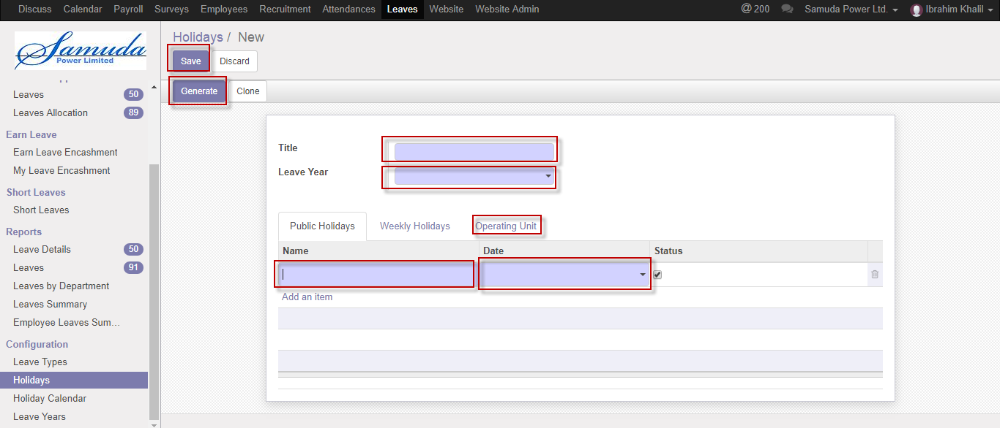 Discuss Calendar Payroll Surveys Employees Recruitment Attendances Leaves Website Website Admin @ 200 Samuda Power Ltd. Ibrahim Khalil
Samuda
Power Limited
Holidays / New
Save Discard
Generate Clone
Leaves 50
Leaves Allocation 89
Earn Leave
Earn Leave Encashment
My Leave Encashment
Short Leaves
Short Leaves
Reports
Leave Details 50
Leaves 91
Leaves by Department
Leaves Summary
Employee Leaves Sum...
Configuration
Leave Types
Holidays
Holiday Calendar
Leave Years
Title
Leave Year
Public Holidays Weekly Holidays Operating Unit
Name Date Status
Add an item